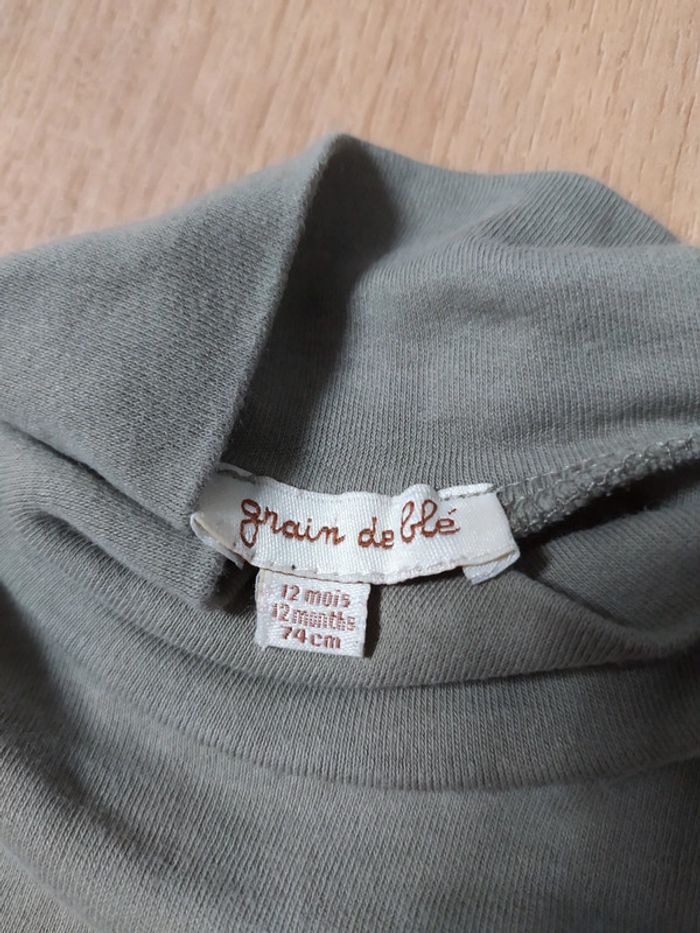 grain de blé
12 mois
12 months
74cm